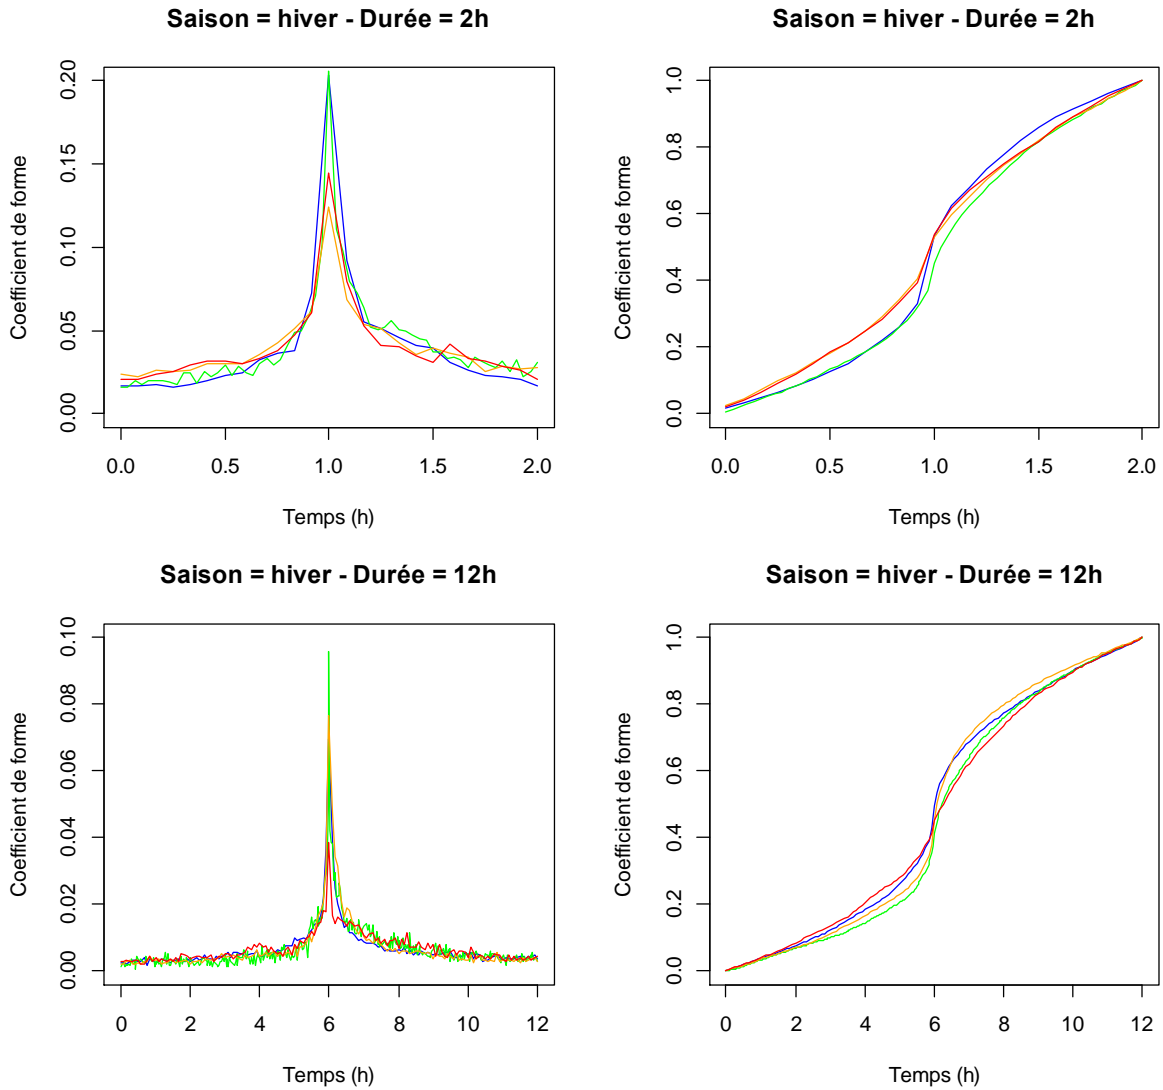 Saison = hiver - Durée = 2h
Coefficient de forme
0.00 0.05 0.10 0.15 0.20
0.0 0.5 1.0 1.5 2.0
Temps (h)
Saison = hiver - Durée = 2h
Coefficient de forme
0.0 0.2 0.4 0.6 0.8 1.0
0.0 0.5 1.0 1.5 2.0
Temps (h)
Saison = hiver - Durée = 12h
Coefficient de forme
0.00 0.02 0.04 0.06 0.08 0.10
0 2 4 6 8 10 12
Temps (h)
Saison = hiver - Durée = 12h
Coefficient de forme
0.0 0.2 0.4 0.6 0.8 1.0
0 2 4 6 8 10 12
Temps (h)